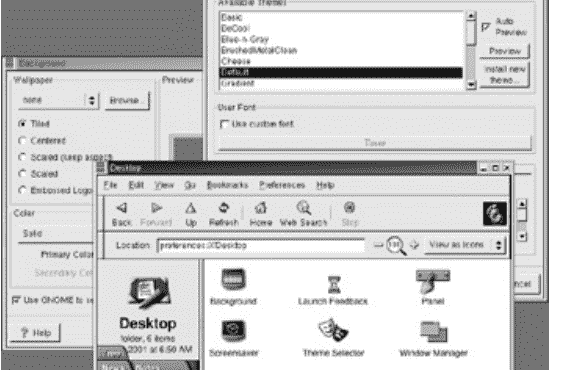 Available Themes
Basic
DeCool
Blue-n-Gray
BrushedMetalClean
Cheese
Default
Gradient
Auto
Preview
Preview
Install new
theme...
User Font
Use custom font
Background
Wallpaper
none
Browse...
Preview
Tiled
Centered
Scaled (keep aspect)
Scaled
Embossed Logo
Color
Solid
Primary Color
Secondary Col
Use GNOME to se
? Help
Desktop
File Edit View Go Bookmarks Preferences Help
Back Forward Up Refresh Home Web Search Stop
Location: preferences:///Desktop
100
View as Icons
Desktop
folder, 6 items
2001 at 6:50 AM
Background
Launch Feedback
Panel
Screensaver
Theme Selector
Window Manager
ncel